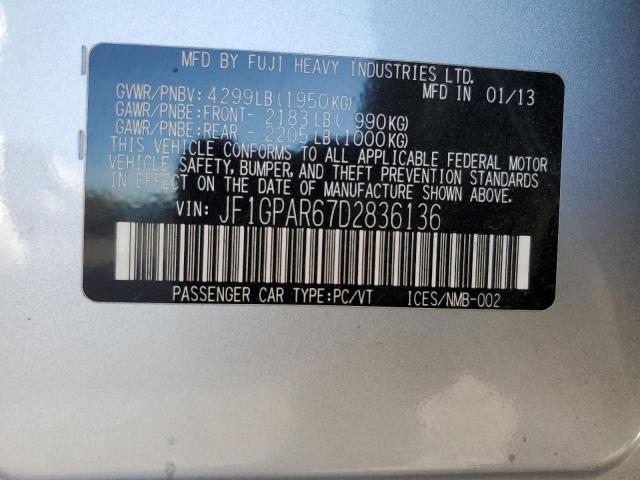 MFD BY FUJI HEAVY INDUSTRIES LTD.
GVWR/PNBV: 4299LB(1950KG) MFD IN 01/13
GAWR/PNBE:FRONT- 2183LB( 990KG)
GAWR/PNBE:REAR - 2205LB(1000KG)
THIS VEHICLE CONFORMS TO ALL APPLICABLE FEDERAL MOTOR
VEHICLE SAFETY, BUMPER, AND THEFT PREVENTION STANDARDS
IN EFFECT ON THE DATE OF MANUFACTURE SHOWN ABOVE.
VIN: JF1GPAR67D2836136
PASSENGER CAR TYPE:PC/VT ICES/NMB-002